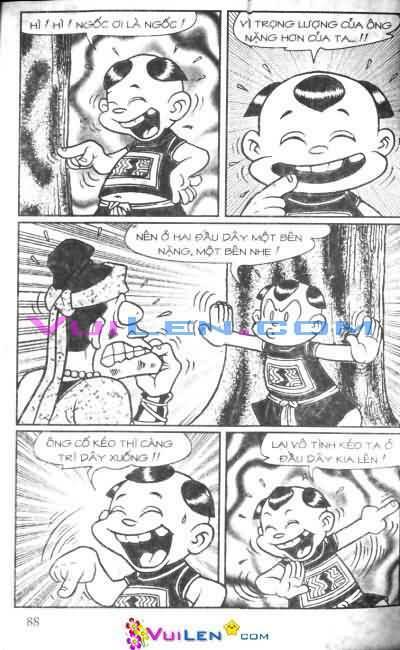 HÌ! HÌ! NGỐC ƠI LÀ NGỐC!
VÌ TRỌNG LƯỢNG CỦA ÔNG
NẶNG HƠN CỦA TA...!!
NÊN Ở HAI ĐẦU DÂY MỘT BÊN
NẶNG, MỘT BÊN NHẸ!
VUILEN.COM
ÔNG CỐ KÉO THÌ CÀNG
TRÌ DÂY XUỐNG!!
LẠI VÔ TÌNH KÉO TA Ở
ĐẦU DÂY KIA LÊN!
88
VUILEN.COM